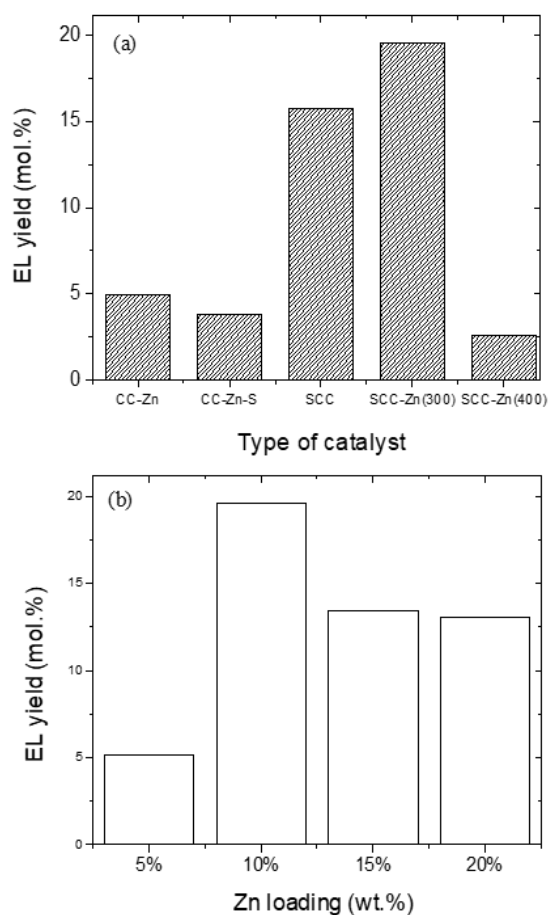 (a)
EL yield (mol.%)
20
15
10
5
0
CC-Zn CC-Zn-S SCC SCC-Zn(300) SCC-Zn(400)
Type of catalyst
(b)
EL yield (mol.%)
20
15
10
5
0
5% 10% 15% 20%
Zn loading (wt.%)